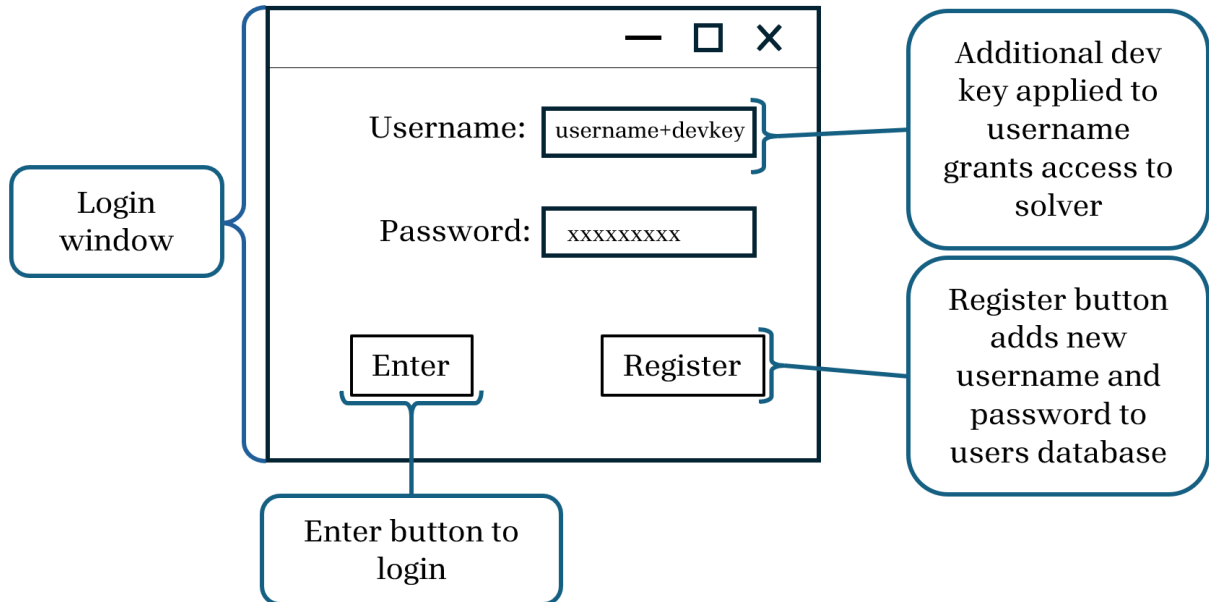 Username:
username+devkey
Password:
xxxxxxxxx
Enter
Register
Login
window
Additional dev
key applied to
username
grants access to
solver
Register button
adds new
username and
password to
users database
Enter button to
login